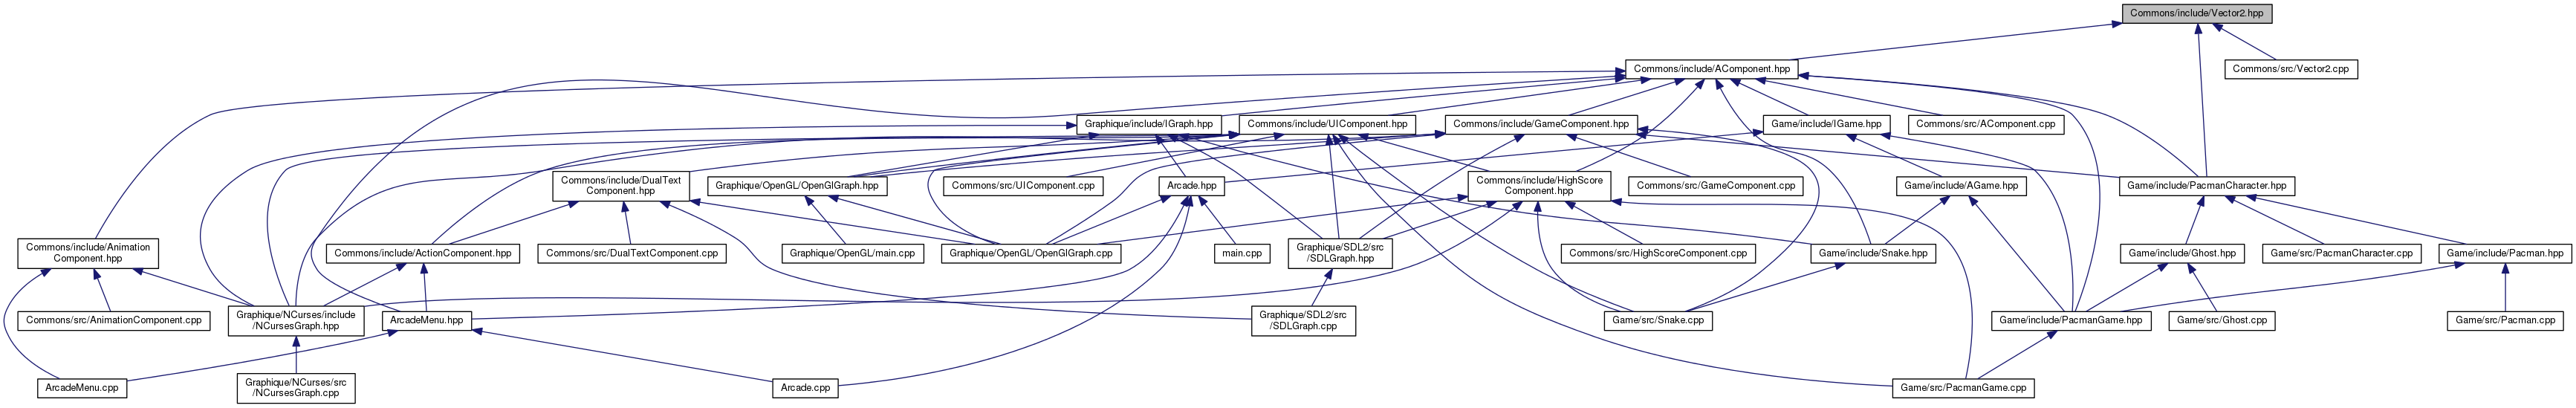 Commons/include/Vector2.hpp
Commons/include/AComponent.hpp
Commons/src/Vector2.cpp
Graphique/include/IGraph.hpp
Commons/include/UIComponent.hpp
Commons/include/GameComponent.hpp
Game/include/IGame.hpp
Commons/src/AComponent.cpp
Commons/include/DualText
Component.hpp
Graphique/OpenGL/OpenGlGraph.hpp
Commons/src/UIComponent.cpp
Arcade.hpp
Commons/include/HighScore
Component.hpp
Commons/src/GameComponent.cpp
Game/include/AGame.hpp
Game/include/PacmanCharacter.hpp
Commons/include/Animation
Component.hpp
Commons/include/ActionComponent.hpp
Commons/src/DualTextComponent.cpp
Graphique/OpenGL/main.cpp
Graphique/OpenGL/OpenGlGraph.cpp
main.cpp
Graphique/SDL2/src
/SDLGraph.hpp
Commons/src/HighScoreComponent.cpp
Game/include/Snake.hpp
Game/include/Ghost.hpp
Game/src/PacmanCharacter.cpp
Game/include/Pacman.hpp
Commons/src/AnimationComponent.cpp
Graphique/NCurses/include
/NCursesGraph.hpp
ArcadeMenu.hpp
Graphique/SDL2/src
/SDLGraph.cpp
Game/src/Snake.cpp
Game/include/PacmanGame.hpp
Game/src/Ghost.cpp
Game/src/Pacman.cpp
ArcadeMenu.cpp
Graphique/NCurses/src
/NCursesGraph.cpp
Arcade.cpp
Game/src/PacmanGame.cpp